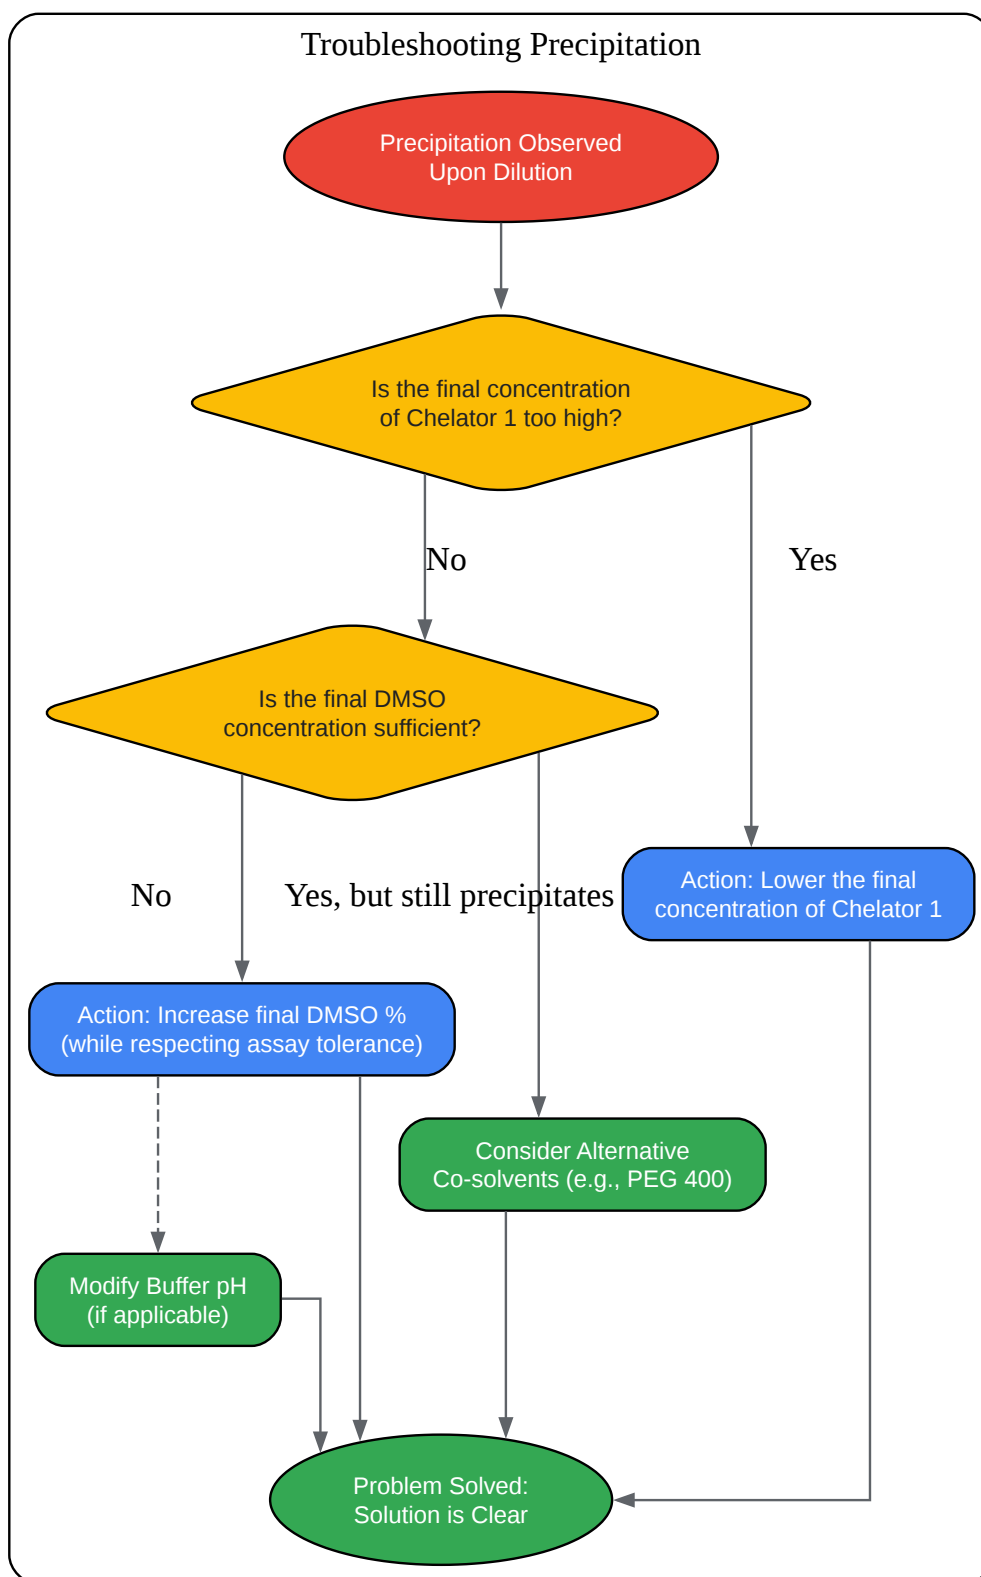 Troubleshooting Precipitation
Precipitation Observed
Upon Dilution
Is the final concentration
of Chelator 1 too high?
No
Yes
Is the final DMSO
concentration sufficient?
No
Yes, but still precipitates
Action: Lower the final
concentration of Chelator 1
Action: Increase final DMSO %
(while respecting assay tolerance)
Consider Alternative
Co-solvents (e.g., PEG 400)
Modify Buffer pH
(if applicable)
Problem Solved:
Solution is Clear